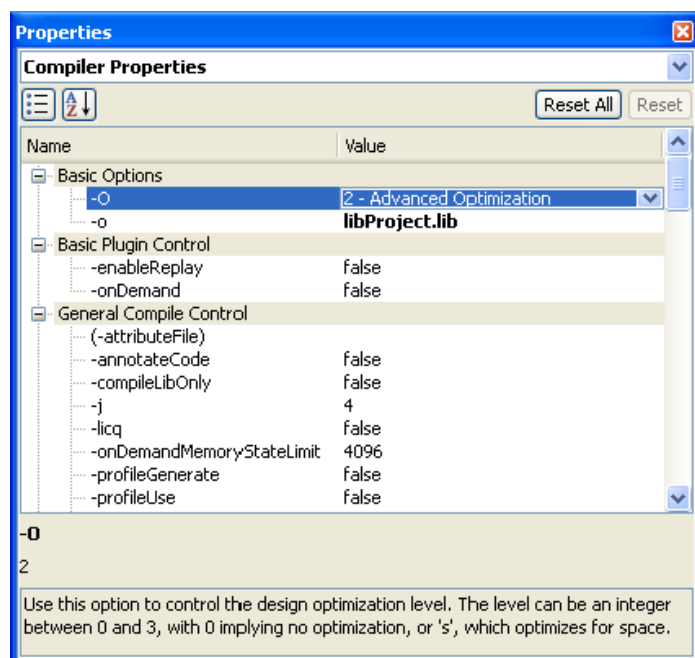 Properties
Compiler Properties
Reset All Reset
Name Value
Basic Options
-O 2 - Advanced Optimization
-o libProject.lib
Basic Plugin Control
-enableReplay false
-onDemand false
General Compile Control
(-attributeFile)
-annotateCode false
-compileLibOnly false
-j 4
-licq false
-onDemandMemoryStateLimit 4096
-profileGenerate false
-profileUse false
-O
2
Use this option to control the design optimization level. The level can be an integer
between 0 and 3, with 0 implying no optimization, or 's', which optimizes for space.